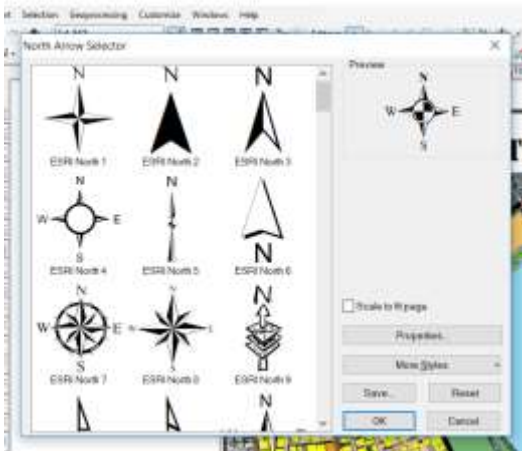 Selection Geoprocessing Customize Windows Help
North Arrow Selector
N N N
ESRI North 1 ESRI North 2 ESRI North 3
N N
W E
S N
ESRI North 4 ESRI North 5 ESRI North 6
N N N
W E
S S
ESRI North 7 ESRI North 8 ESRI North 9
N
Preview
N
W E
S
Scale to fit page
Properties...
More Styles
Save... Reset
OK Cancel